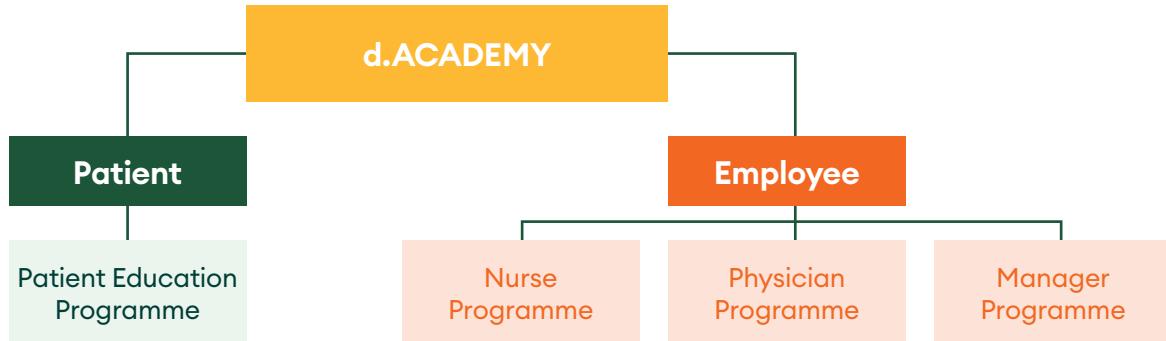 d.ACADEMY
Patient
Employee
Patient Education
Programme
Nurse
Programme
Physician
Programme
Manager
Programme